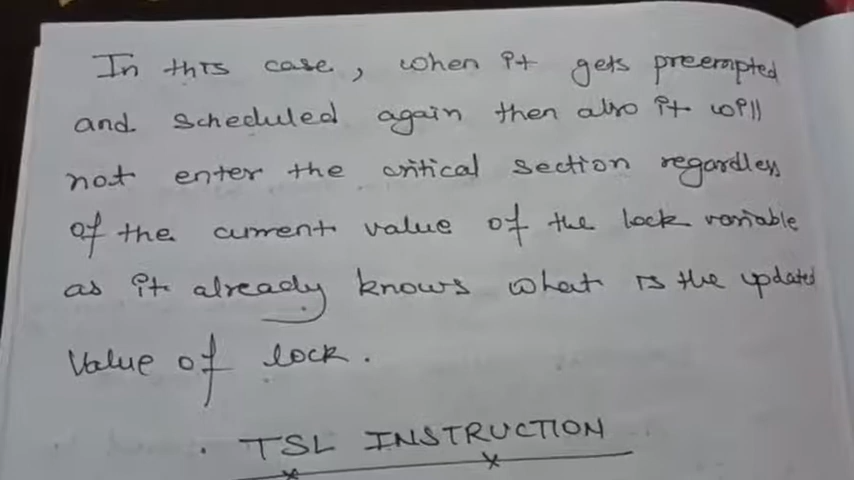 In this case, when it gets preempted
and scheduled again then also it will
not enter the critical section regardless
of the current value of the lock variable
as it already knows what is the updated
Value of lock.
. TSL INSTRUCTION